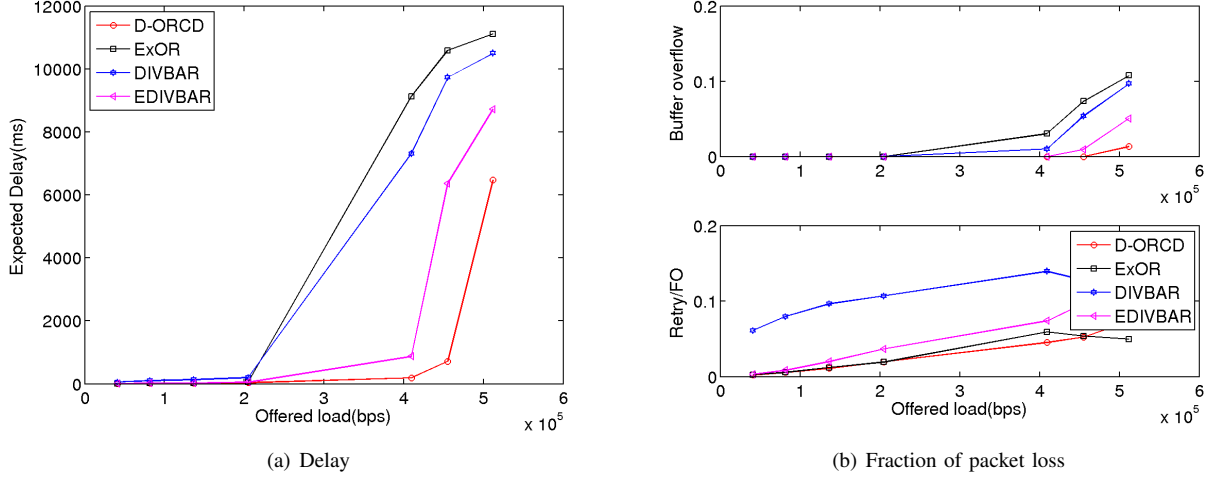 D-ORCD
ExOR
DIVBAR
EDIVBAR
Expected Delay(ms)
12000
10000
8000
6000
4000
2000
0
0 1 2 3 4 5 6
Offered load(bps)
x 10^5
(a) Delay
Buffer overflow
0.2
0.1
0
0 1 2 3 4 5 6
x 10^5
Retry/FO
0.2
0.1
0
D-ORCD
ExOR
DIVBAR
EDIVBAR
0 1 2 3 4 5 6
Offered load(bps)
x 10^5
(b) Fraction of packet loss